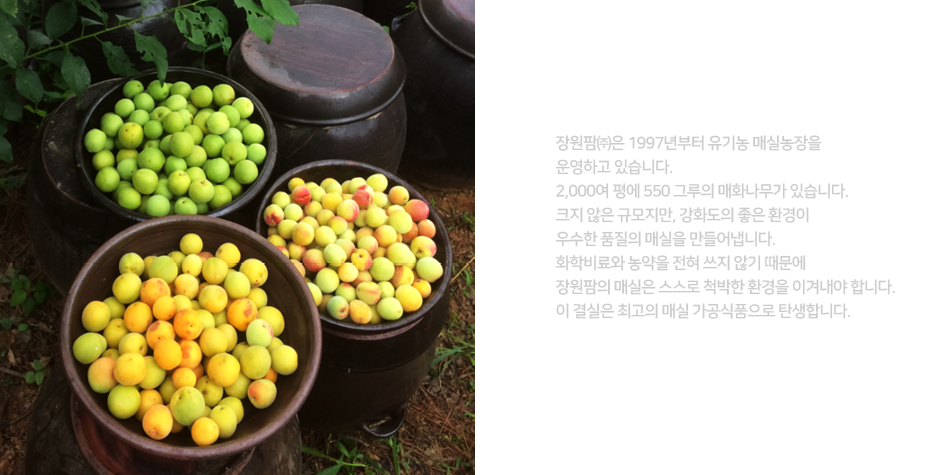 장원팜㈜은 1997년부터 유기농 매실농장을
운영하고 있습니다.
2,000여 평에 550 그루의 매화나무가 있습니다.
크지 않은 규모지만, 강화도의 좋은 환경이
우수한 품질의 매실을 만들어냅니다.
화학비료와 농약을 전혀 쓰지 않기 때문에
장원팜의 매실은 스스로 척박한 환경을 이겨내야 합니다.
이 결실은 최고의 매실 가공식품으로 탄생합니다.